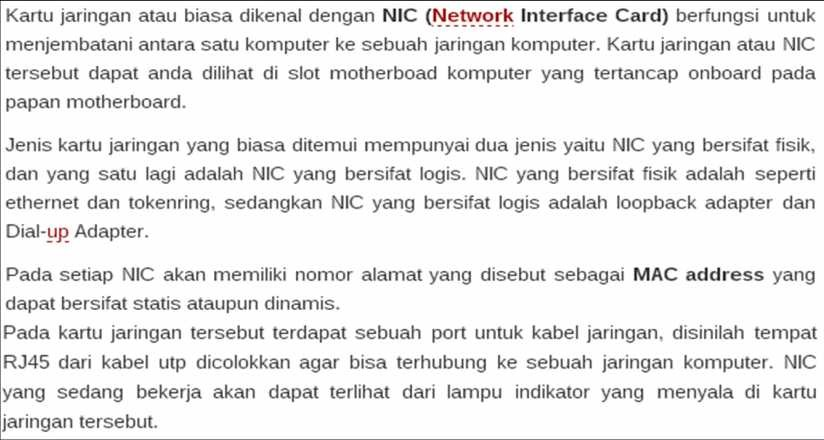 Kartu jaringan atau biasa dikenal dengan NIC (Network Interface Card) berfungsi untuk
menjembatani antara satu komputer ke sebuah jaringan komputer. Kartu jaringan atau NIC
tersebut dapat anda dilihat di slot motherboad komputer yang tertancap onboard pada
papan motherboard.
Jenis kartu jaringan yang biasa ditemui mempunyai dua jenis yaitu NIC yang bersifat fisik,
dan yang satu lagi adalah NIC yang bersifat logis. NIC yang bersifat fisik adalah seperti
ethernet dan tokenring, sedangkan NIC yang bersifat logis adalah loopback adapter dan
Dial-up Adapter.
Pada setiap NIC akan memiliki nomor alamat yang disebut sebagai MAC address yang
dapat bersifat statis ataupun dinamis.
Pada kartu jaringan tersebut terdapat sebuah port untuk kabel jaringan, disinilah tempat
RJ45 dari kabel utp dicolokkan agar bisa terhubung ke sebuah jaringan komputer. NIC
yang sedang bekerja akan dapat terlihat dari lampu indikator yang menyala di kartu
jaringan tersebut.